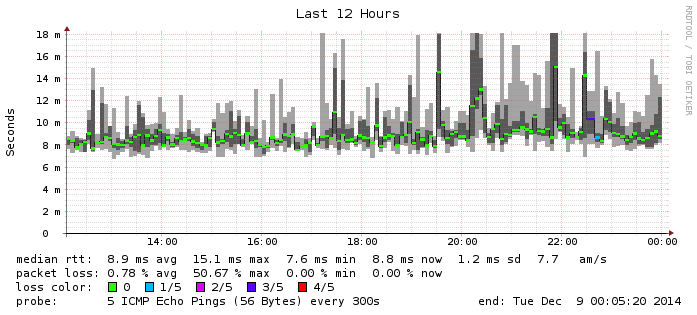 Last 12 Hours
RRDTOOL / TOBI OETIKER
Seconds
18 m
16 m
14 m
12 m
10 m
8 m
6 m
4 m
2 m
0
14:00 16:00 18:00 20:00 22:00 00:00
median rtt: 8.9 ms avg 15.1 ms max 7.6 ms min 8.8 ms now 1.2 ms sd 7.7 am/s
packet loss: 0.78 % avg 50.67 % max 0.00 % min 0.00 % now
loss color: 0 1/5 2/5 3/5 4/5
probe: 5 ICMP Echo Pings (56 Bytes) every 300s end: Tue Dec 9 00:05:20 2014